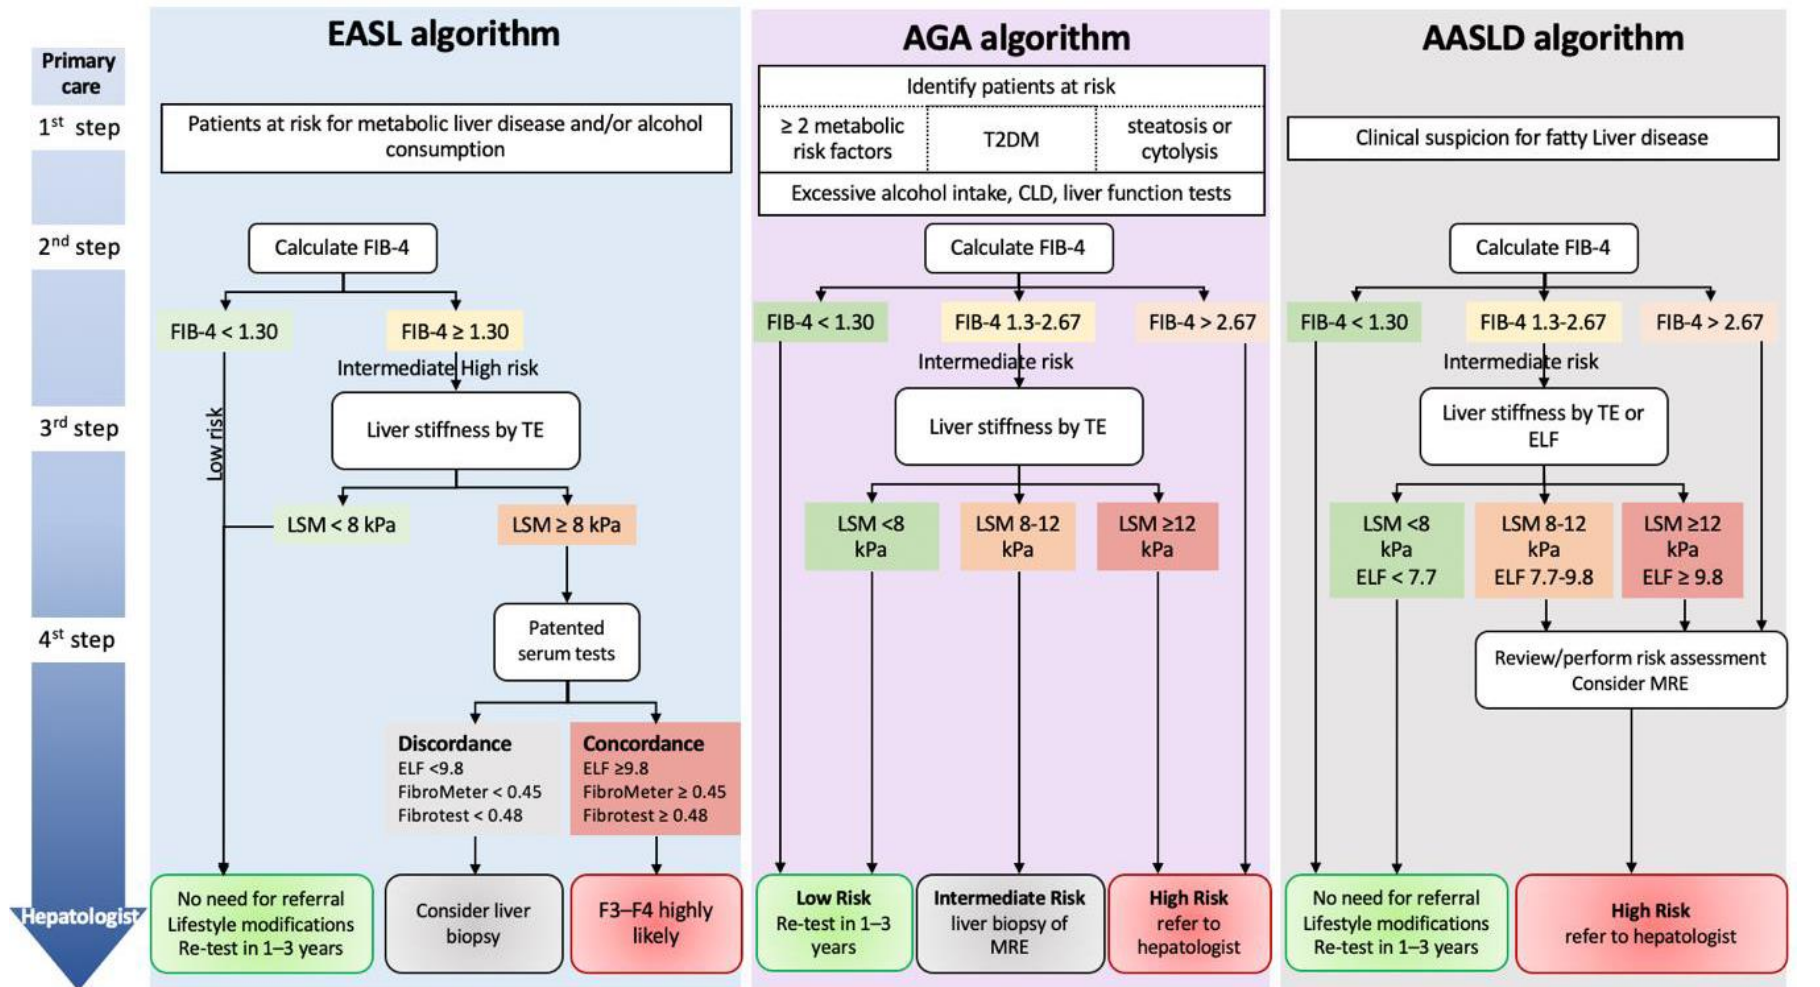 Primary
care
1st step
2nd step
3rd step
4st step
Hepatologist
EASL algorithm
Patients at risk for metabolic liver disease and/or alcohol
consumption
Calculate FIB-4
FIB-4 < 1.30
FIB-4 ≥ 1.30
Intermediate High risk
Low risk
Liver stiffness by TE
LSM < 8 kPa
LSM ≥ 8 kPa
Patented
serum tests
Discordance
ELF <9.8
FibroMeter < 0.45
Fibrotest < 0.48
Concordance
ELF ≥9.8
FibroMeter ≥ 0.45
Fibrotest ≥ 0.48
No need for referral
Lifestyle modifications
Re-test in 1–3 years
Consider liver
biopsy
F3–F4 highly
likely
AGA algorithm
Identify patients at risk
≥ 2 metabolic
risk factors
T2DM
steatosis or
cytolysis
Excessive alcohol intake, CLD, liver function tests
Calculate FIB-4
FIB-4 < 1.30
FIB-4 1.3-2.67
FIB-4 > 2.67
Intermediate risk
Liver stiffness by TE
LSM <8
kPa
LSM 8-12
kPa
LSM ≥12
kPa
Low Risk
Re-test in 1–3
years
Intermediate Risk
liver biopsy of
MRE
High Risk
refer to
hepatologist
AASLD algorithm
Clinical suspicion for fatty Liver disease
Calculate FIB-4
FIB-4 < 1.30
FIB-4 1.3-2.67
FIB-4 > 2.67
Intermediate risk
Liver stiffness by TE or
ELF
LSM <8
kPa
ELF < 7.7
LSM 8-12
kPa
ELF 7.7-9.8
LSM ≥12
kPa
ELF ≥ 9.8
Review/perform risk assessment
Consider MRE
No need for referral
Lifestyle modifications
Re-test in 1–3 years
High Risk
refer to hepatologist